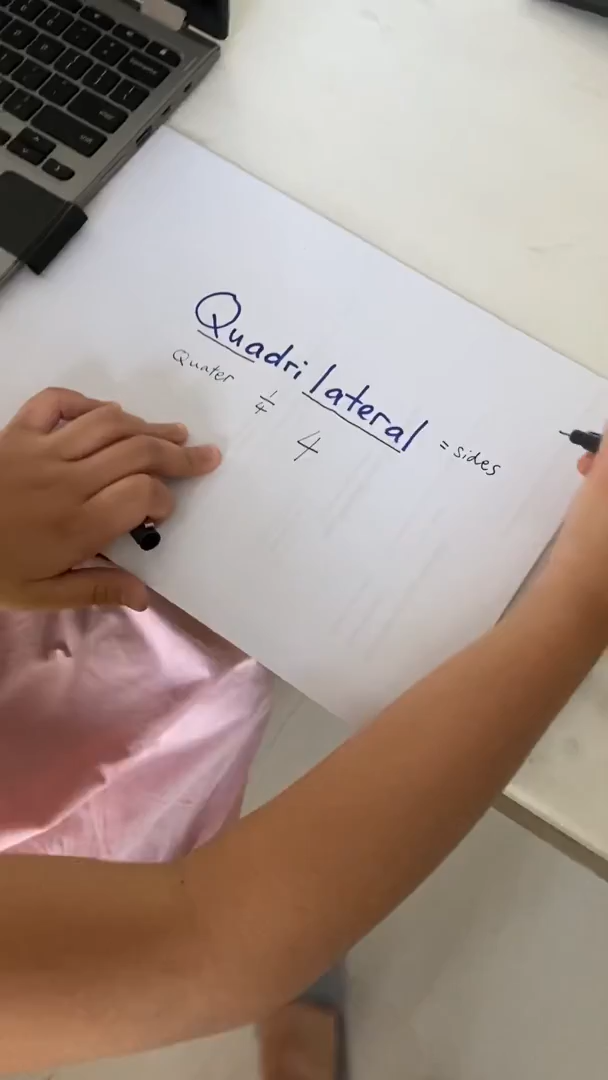 Quadrilateral = sides
Quater 1/4
4